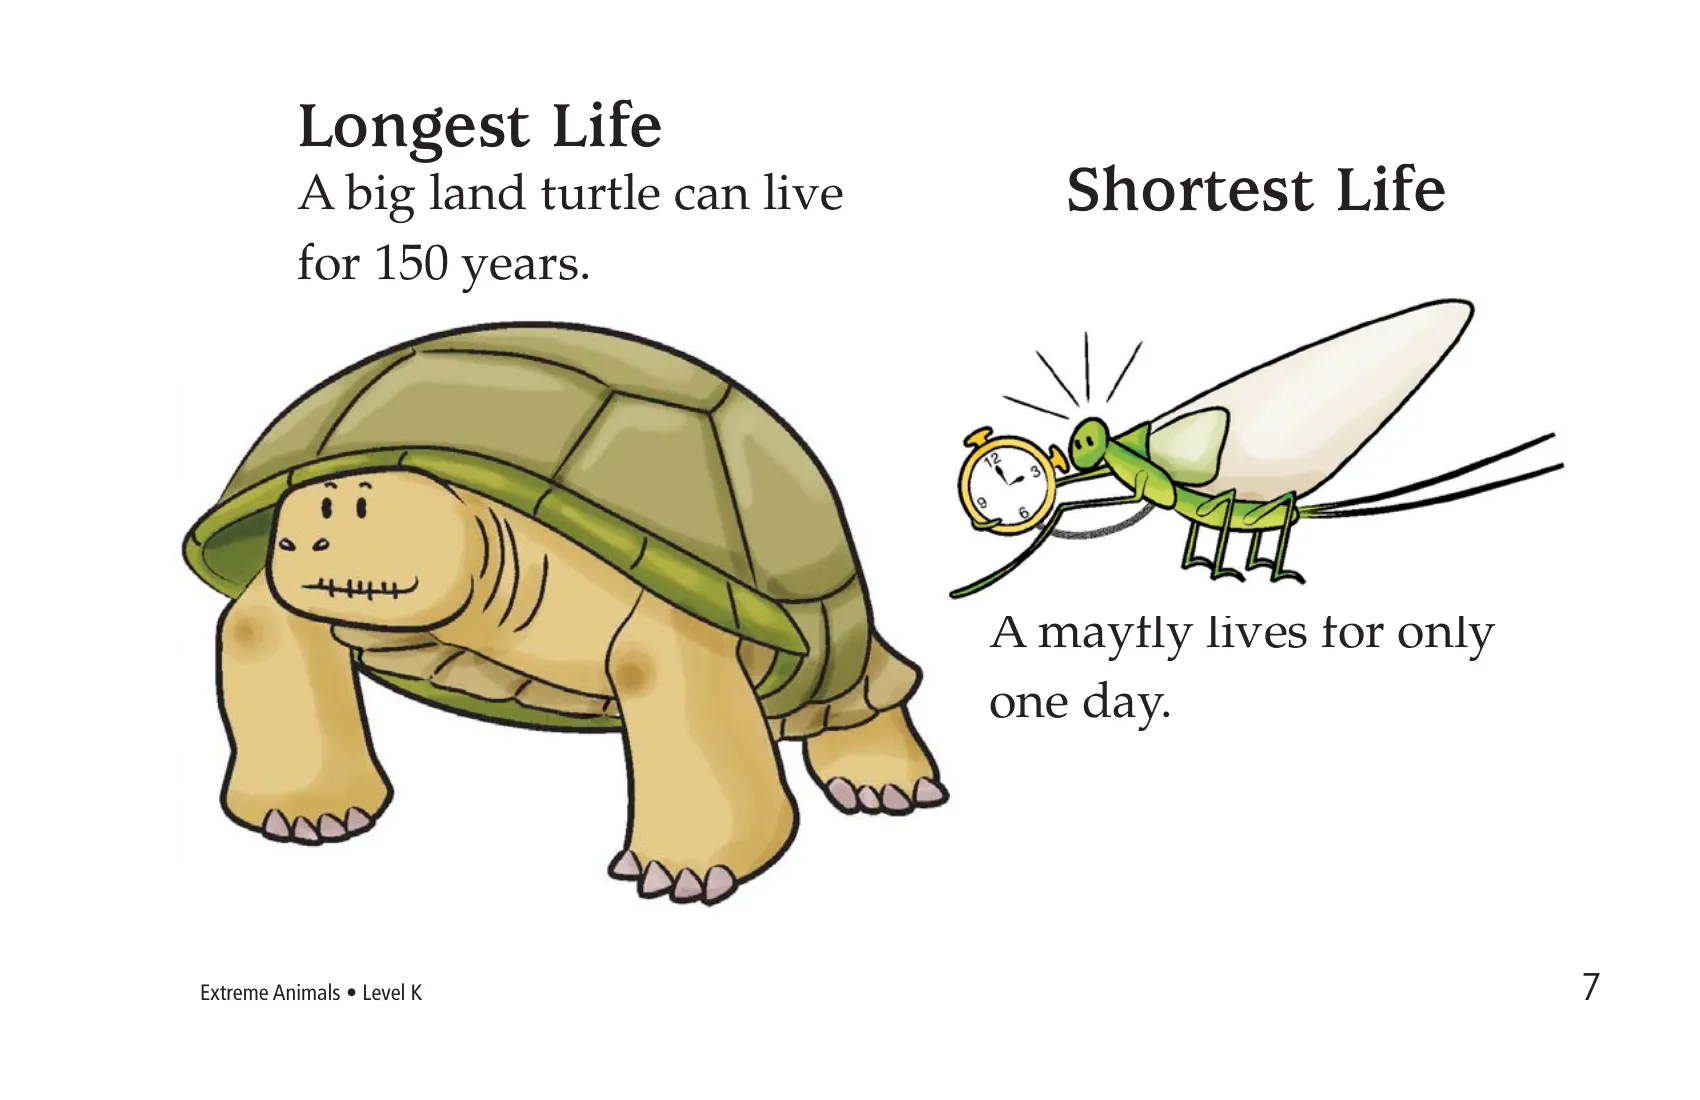 Longest Life
A big land turtle can live
for 150 years.
Shortest Life
12
3
6
9
A mayfly lives for only
one day.
Extreme Animals • Level K
7